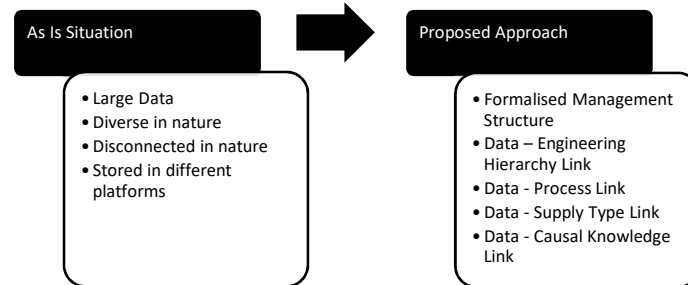 As Is Situation
• Large Data
• Diverse in nature
• Disconnected in nature
• Stored in different
platforms
Proposed Approach
• Formalised Management
Structure
• Data – Engineering
Hierarchy Link
• Data - Process Link
• Data - Supply Type Link
• Data - Causal Knowledge
Link